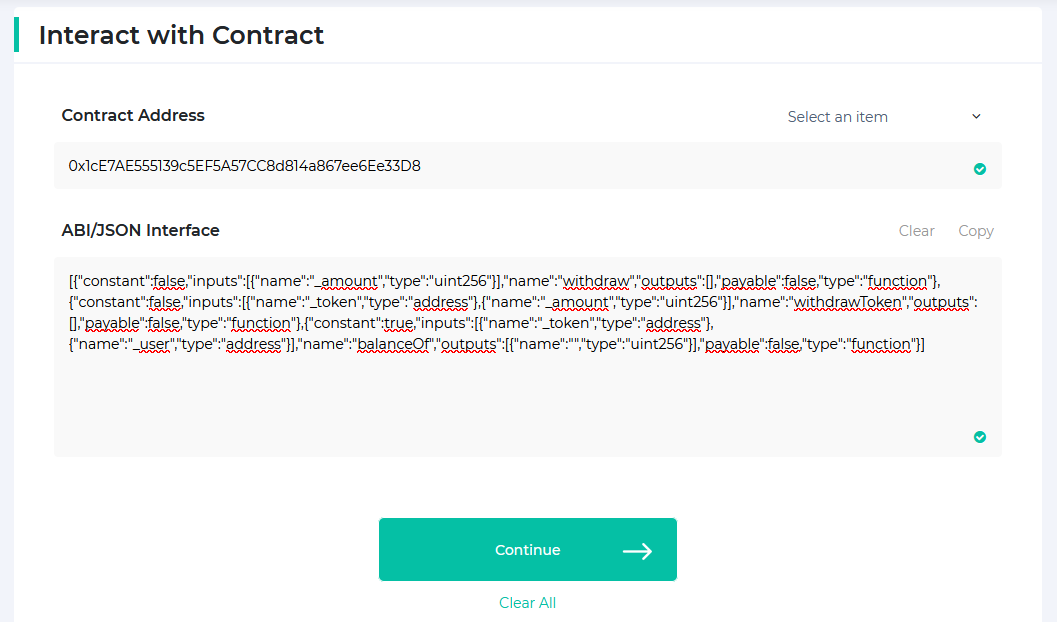 Interact with Contract
Contract Address
Select an item
0x1cE7AE555139c5EF5A57CC8d814a867ee6Ee33D8
ABI/JSON Interface
Clear
Copy
[{"constant":false,"inputs":[{"name":"_amount","type":"uint256"}],"name":"withdraw","outputs":[],"payable":false,"type":"function"},
{"constant":false,"inputs":[{"name":"_token","type":"address"},{"name":"_amount","type":"uint256"}],"name":"withdrawToken","outputs":
[],"payable":false,"type":"function"},{"constant":true,"inputs":[{"name":"_token","type":"address"},
{"name":"_user","type":"address"}],"name":"balanceOf","outputs":[{"name":"","type":"uint256"}],"payable":false,"type":"function"}]
Continue
Clear All